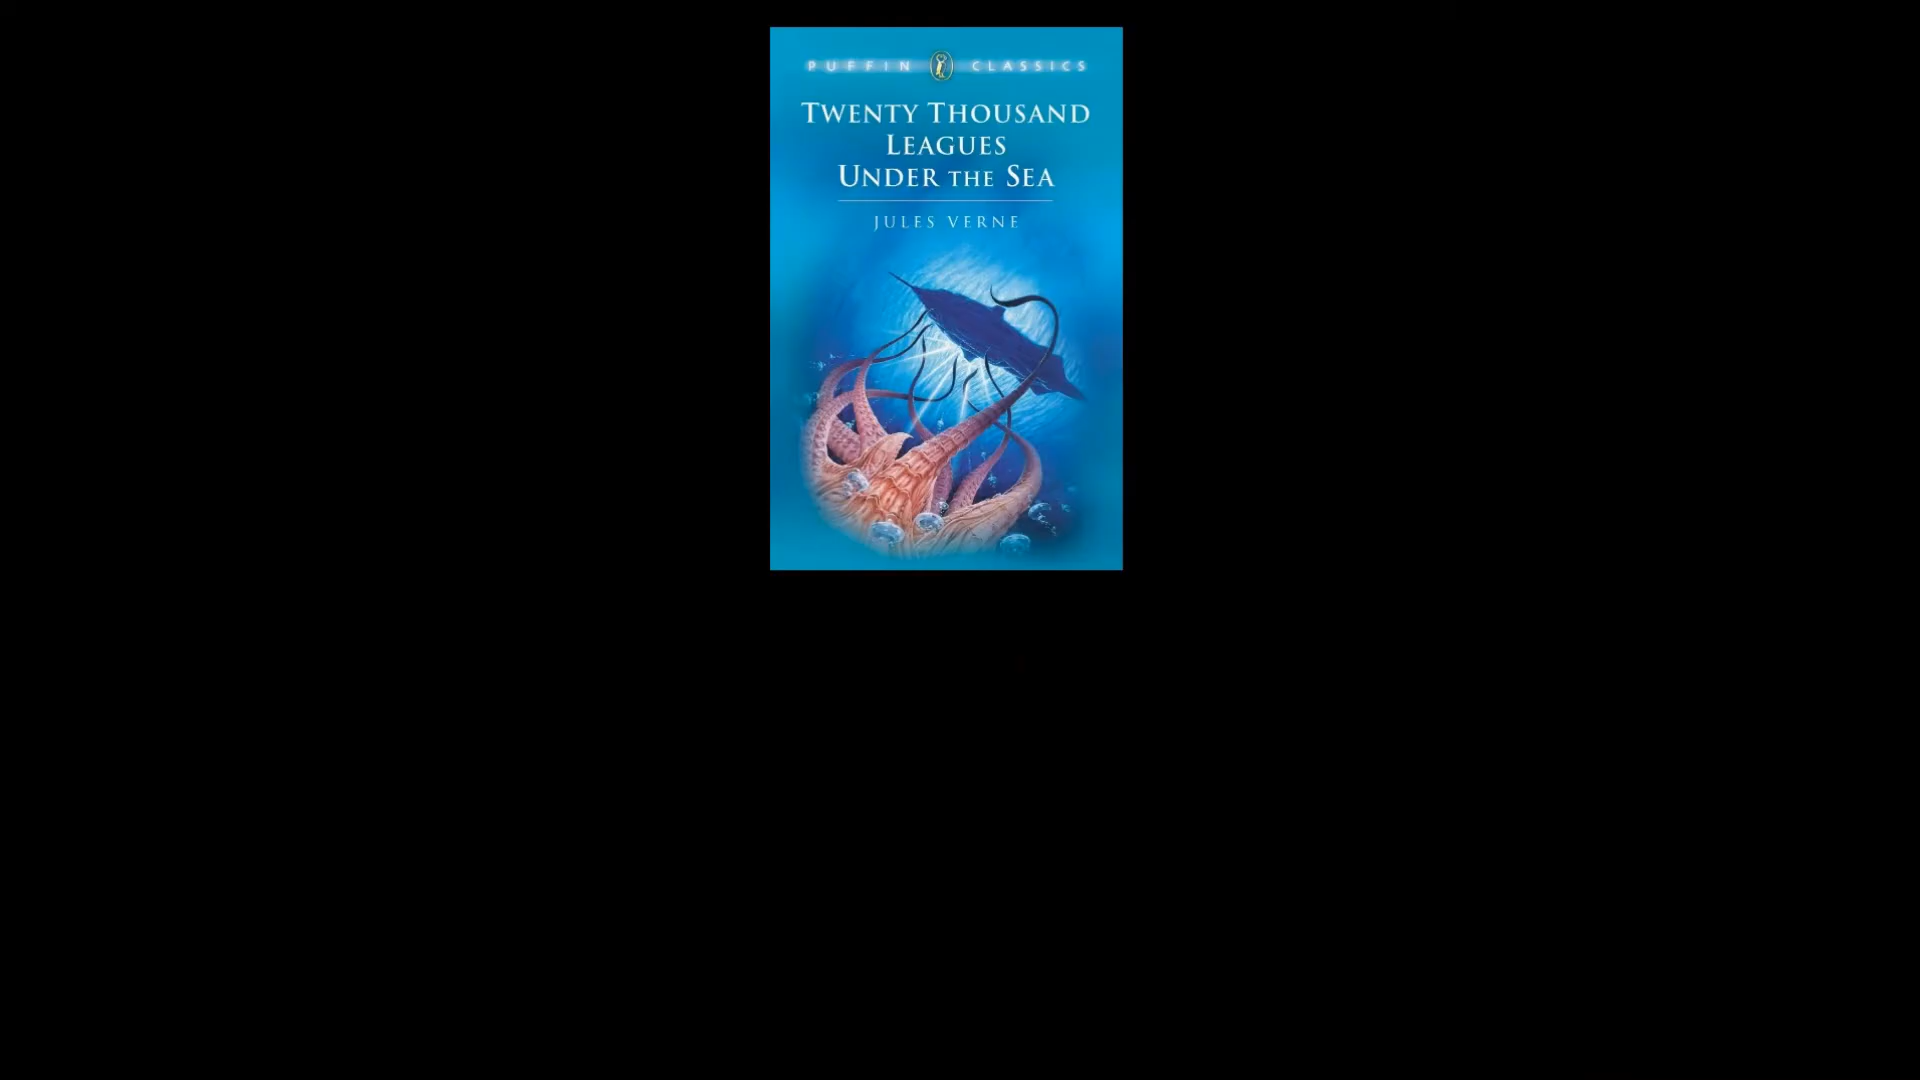 PUFFIN CLASSICS
TWENTY THOUSAND
LEAGUES
UNDER THE SEA
JULES VERNE